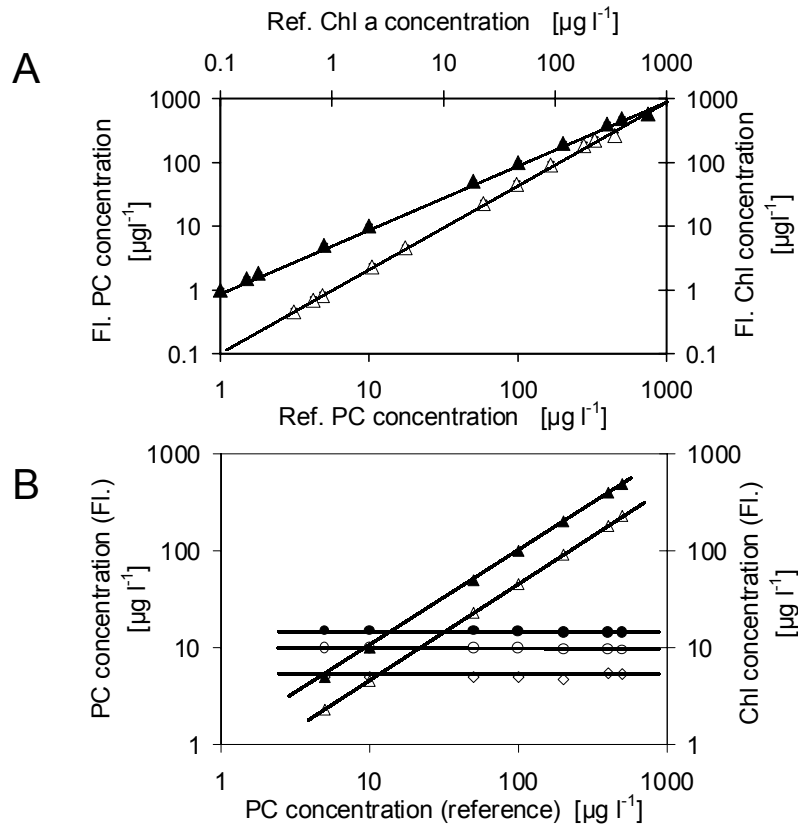 Ref. Chl a concentration [µg l-1]
0.1 1 10 100 1000
A
1000
100
10
1
0.1
Fl. PC concentration
[µgl-1]
1000
100
10
1
0.1
Fl. Chl concentration
[µgl-1]
1 10 100 1000
Ref. PC concentration [µg l-1]
B
1000
100
10
1
PC concentration (Fl.)
[µg l-1]
1000
100
10
1
Chl concentration (Fl.)
[µg l-1]
1 10 100 1000
PC concentration (reference) [µg l-1]